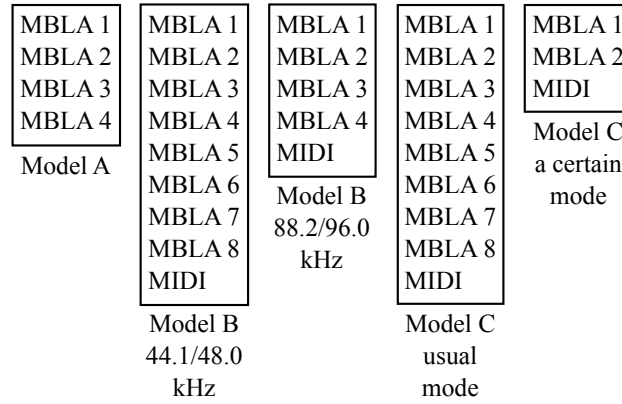 MBLA 1
MBLA 2
MBLA 3
MBLA 4
Model A
MBLA 1
MBLA 2
MBLA 3
MBLA 4
MBLA 5
MBLA 6
MBLA 7
MBLA 8
MIDI
Model B
44.1/48.0
kHz
MBLA 1
MBLA 2
MBLA 3
MBLA 4
MIDI
Model B
88.2/96.0
kHz
MBLA 1
MBLA 2
MBLA 3
MBLA 4
MBLA 5
MBLA 6
MBLA 7
MBLA 8
MIDI
Model C
usual
mode
MBLA 1
MBLA 2
MIDI
Model C
a certain
mode